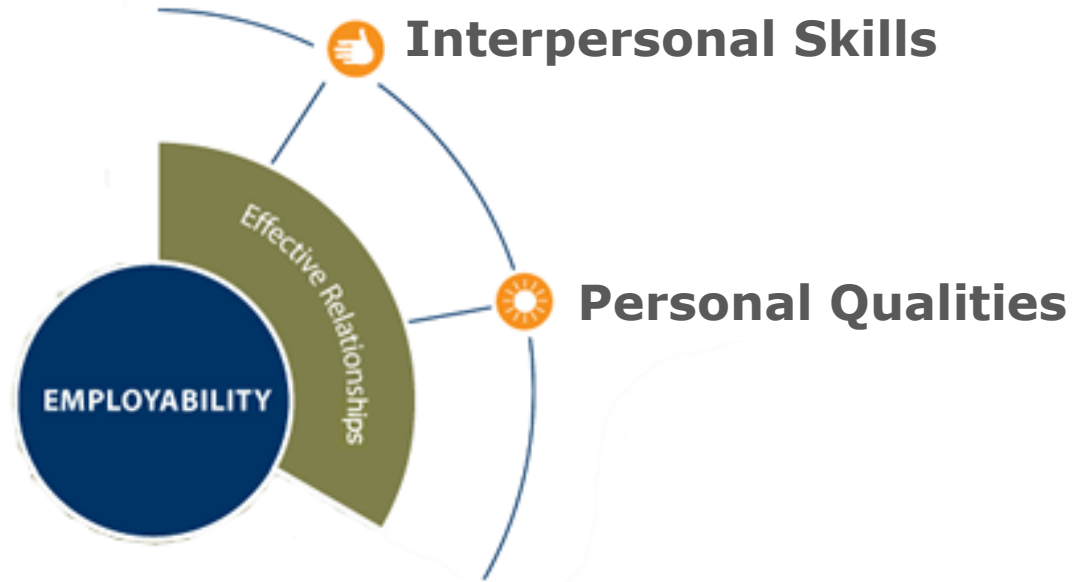 Interpersonal Skills
Effective Relationships
Personal Qualities
EMPLOYABILITY